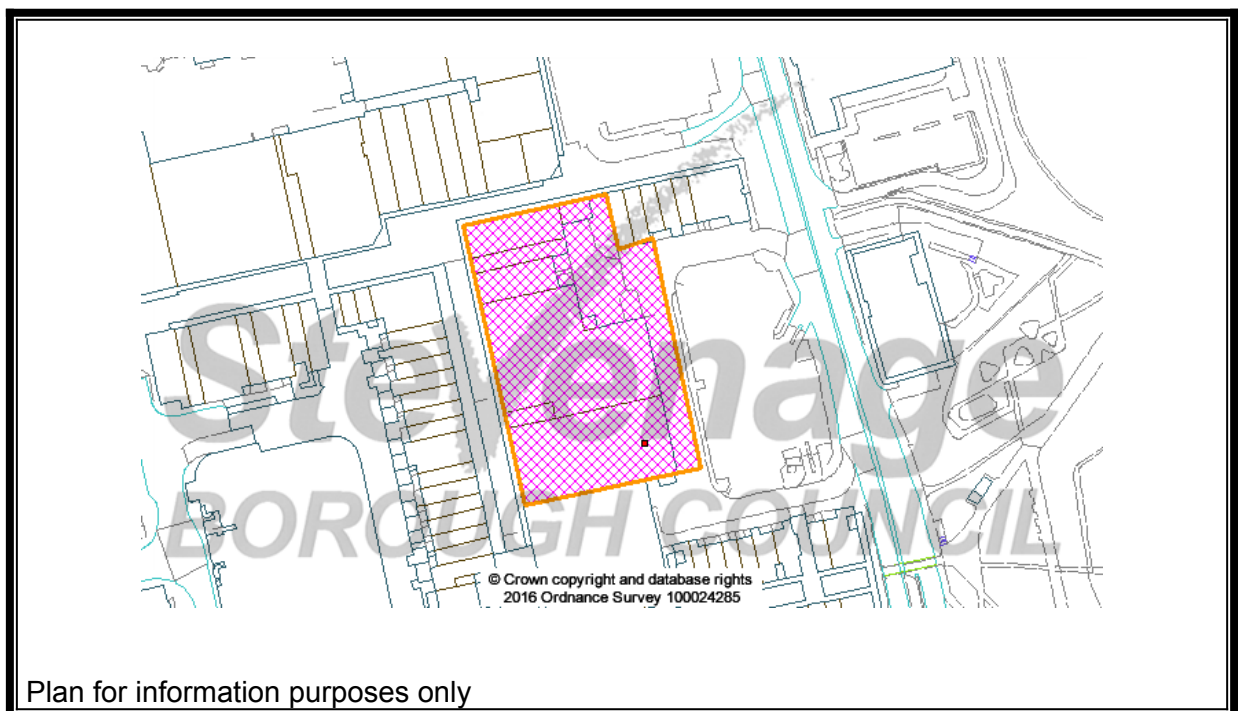 Stevenage
BOROUGH COUNCIL
© Crown copyright and database rights
2016 Ordnance Survey 100024285
Plan for information purposes only